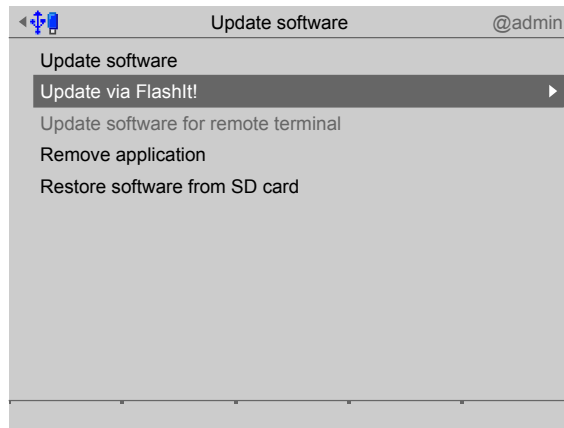 Update software @admin
Update software
Update via FlashIt!
Update software for remote terminal
Remove application
Restore software from SD card